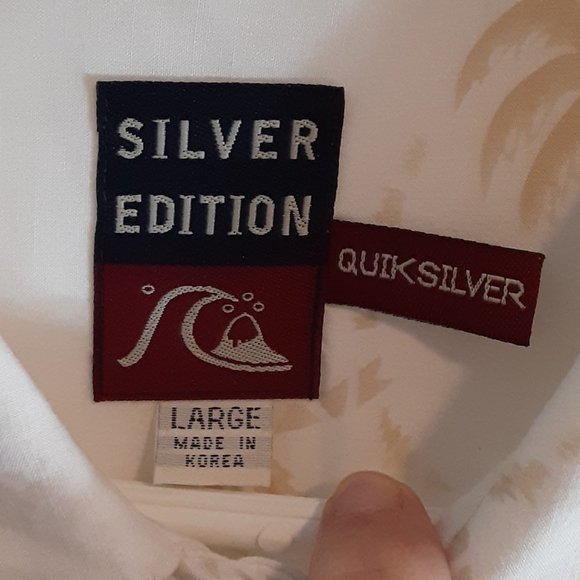 SILVER
EDITION
QUIKSILVER
LARGE
MADE IN
KOREA